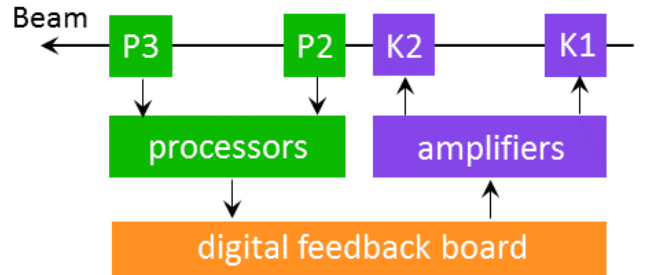 Beam
P3 P2 K2 K1
processors amplifiers
digital feedback board